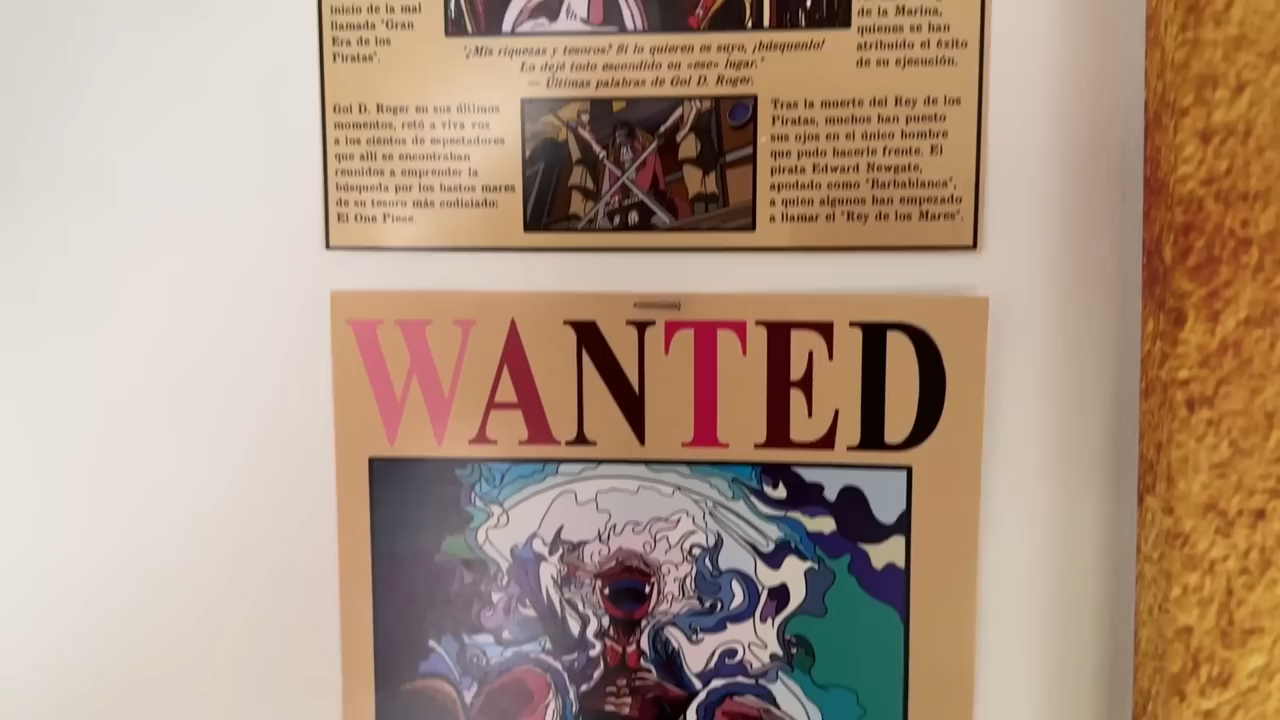 inicio de la mal
llamada "Gran
Era de los
Piratas".
de la Marina,
quienes se han
atribuido el éxito
de su ejecución.
"¿Mis riquezas y tesoros? Si lo quieren es suyo, ¡búsquenlo!
Lo dejé todo escondido en «ese» lugar."
— Últimas palabras de Gol D. Roger.
Gol D. Roger en sus últimos
momentos, retó a viva voz
a los cientos de espectadores
que allí se encontraban
reunidos a emprender la
búsqueda por los bastos mares
de su tesoro más codiciado:
El One Piece.
Tras la muerte del Rey de los
Piratas, muchos han puesto
sus ojos en el único hombre
que pudo hacerle frente. El
pirata Edward Newgate,
apodado como "Barbablanca",
a quien algunos han empezado
a llamar el "Rey de los Mares".
WANTED